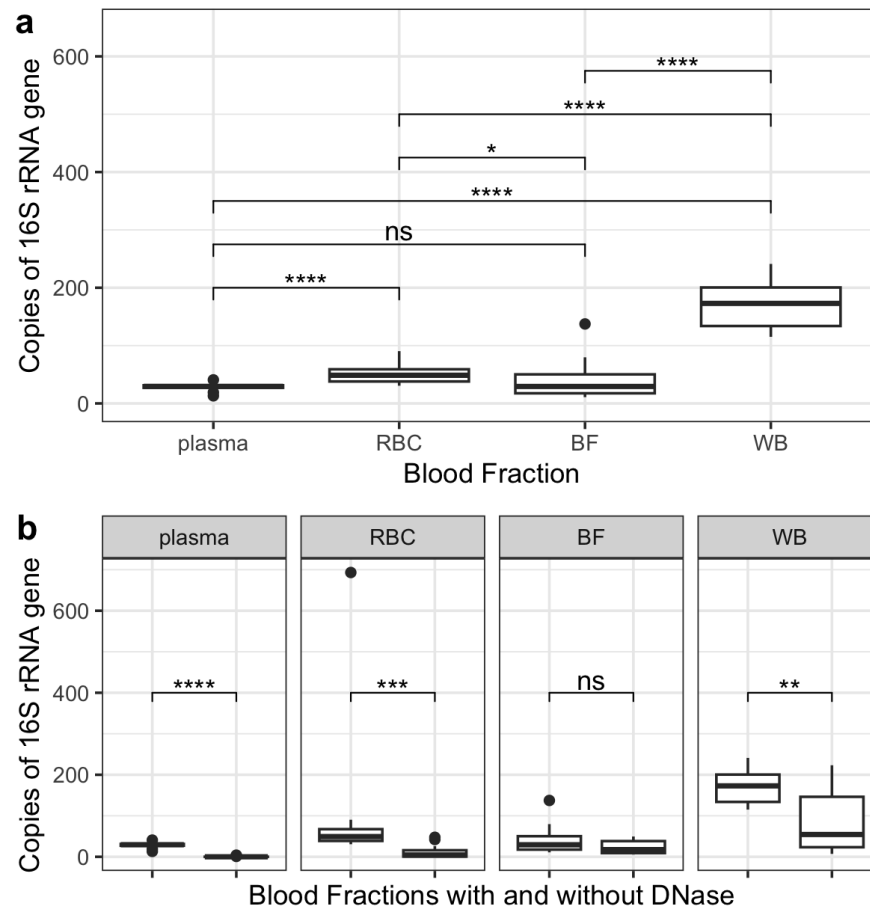 a
Copies of 16S rRNA gene
600
400
200
0
****
****
*
****
ns
****
plasma RBC BF WB
Blood Fraction
b
plasma RBC BF WB
Copies of 16S rRNA gene
600
400
200
0
**** *** ns **
Blood Fractions with and without DNase